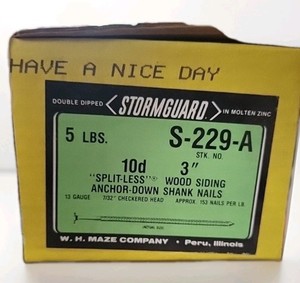 HAVE A NICE DAY
DOUBLE DIPPED STORMGUARD IN MOLTEN ZINC
5 LBS. S-229-A
STK. NO.
10d 3"
"SPLIT-LESS"® WOOD SIDING
ANCHOR-DOWN SHANK NAILS
13 GAUGE 7/32" CHECKERED HEAD APPROX. 153 NAILS PER LB
(ACTUAL SIZE)
W. H. MAZE COMPANY • Peru, Illinois